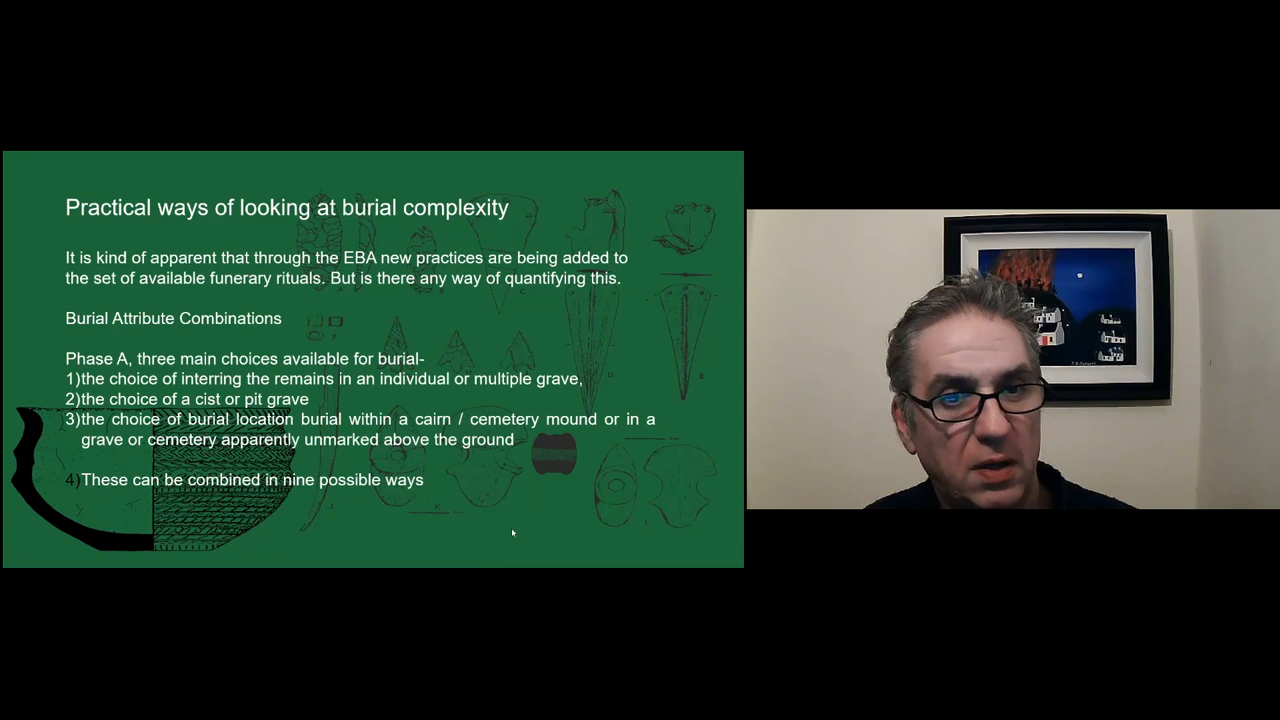 Practical ways of looking at burial complexity
It is kind of apparent that through the EBA new practices are being added to
the set of available funerary rituals. But is there any way of quantifying this.
Burial Attribute Combinations
Phase A, three main choices available for burial-
1)the choice of interring the remains in an individual or multiple grave,
2)the choice of a cist or pit grave
3)the choice of burial location burial within a cairn / cemetery mound or in a
grave or cemetery apparently unmarked above the ground
4)These can be combined in nine possible ways